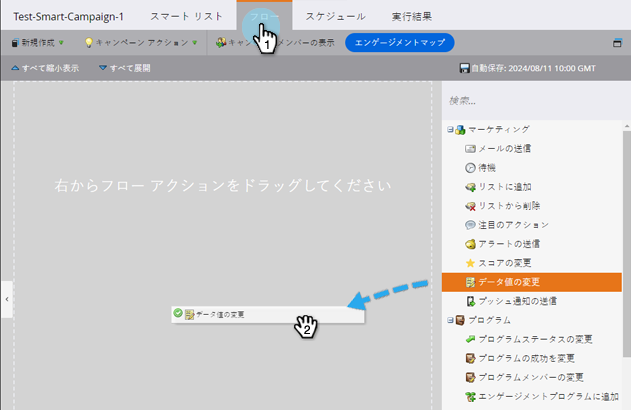 Test-Smart-Campaign-1 スマート リスト フロー スケジュール 実行結果
新規作成 キャンペーン アクション キャン メンバーの表示 エンゲージメントマップ
すべて縮小表示 すべて展開 自動保存: 2024/08/11 10:00 GMT
検索...
マーケティング
メールの送信
待機
リストに追加
リストから削除
注目のアクション
アラートの送信
スコアの変更
データ値の変更
プッシュ通知の送信
プログラム
プログラムステータスの変更
プログラムの成功を変更
プログラムメンバーの変更
エンゲージメントプログラムに追加
右からフロー アクションをドラッグしてください
データ値の変更
1
2